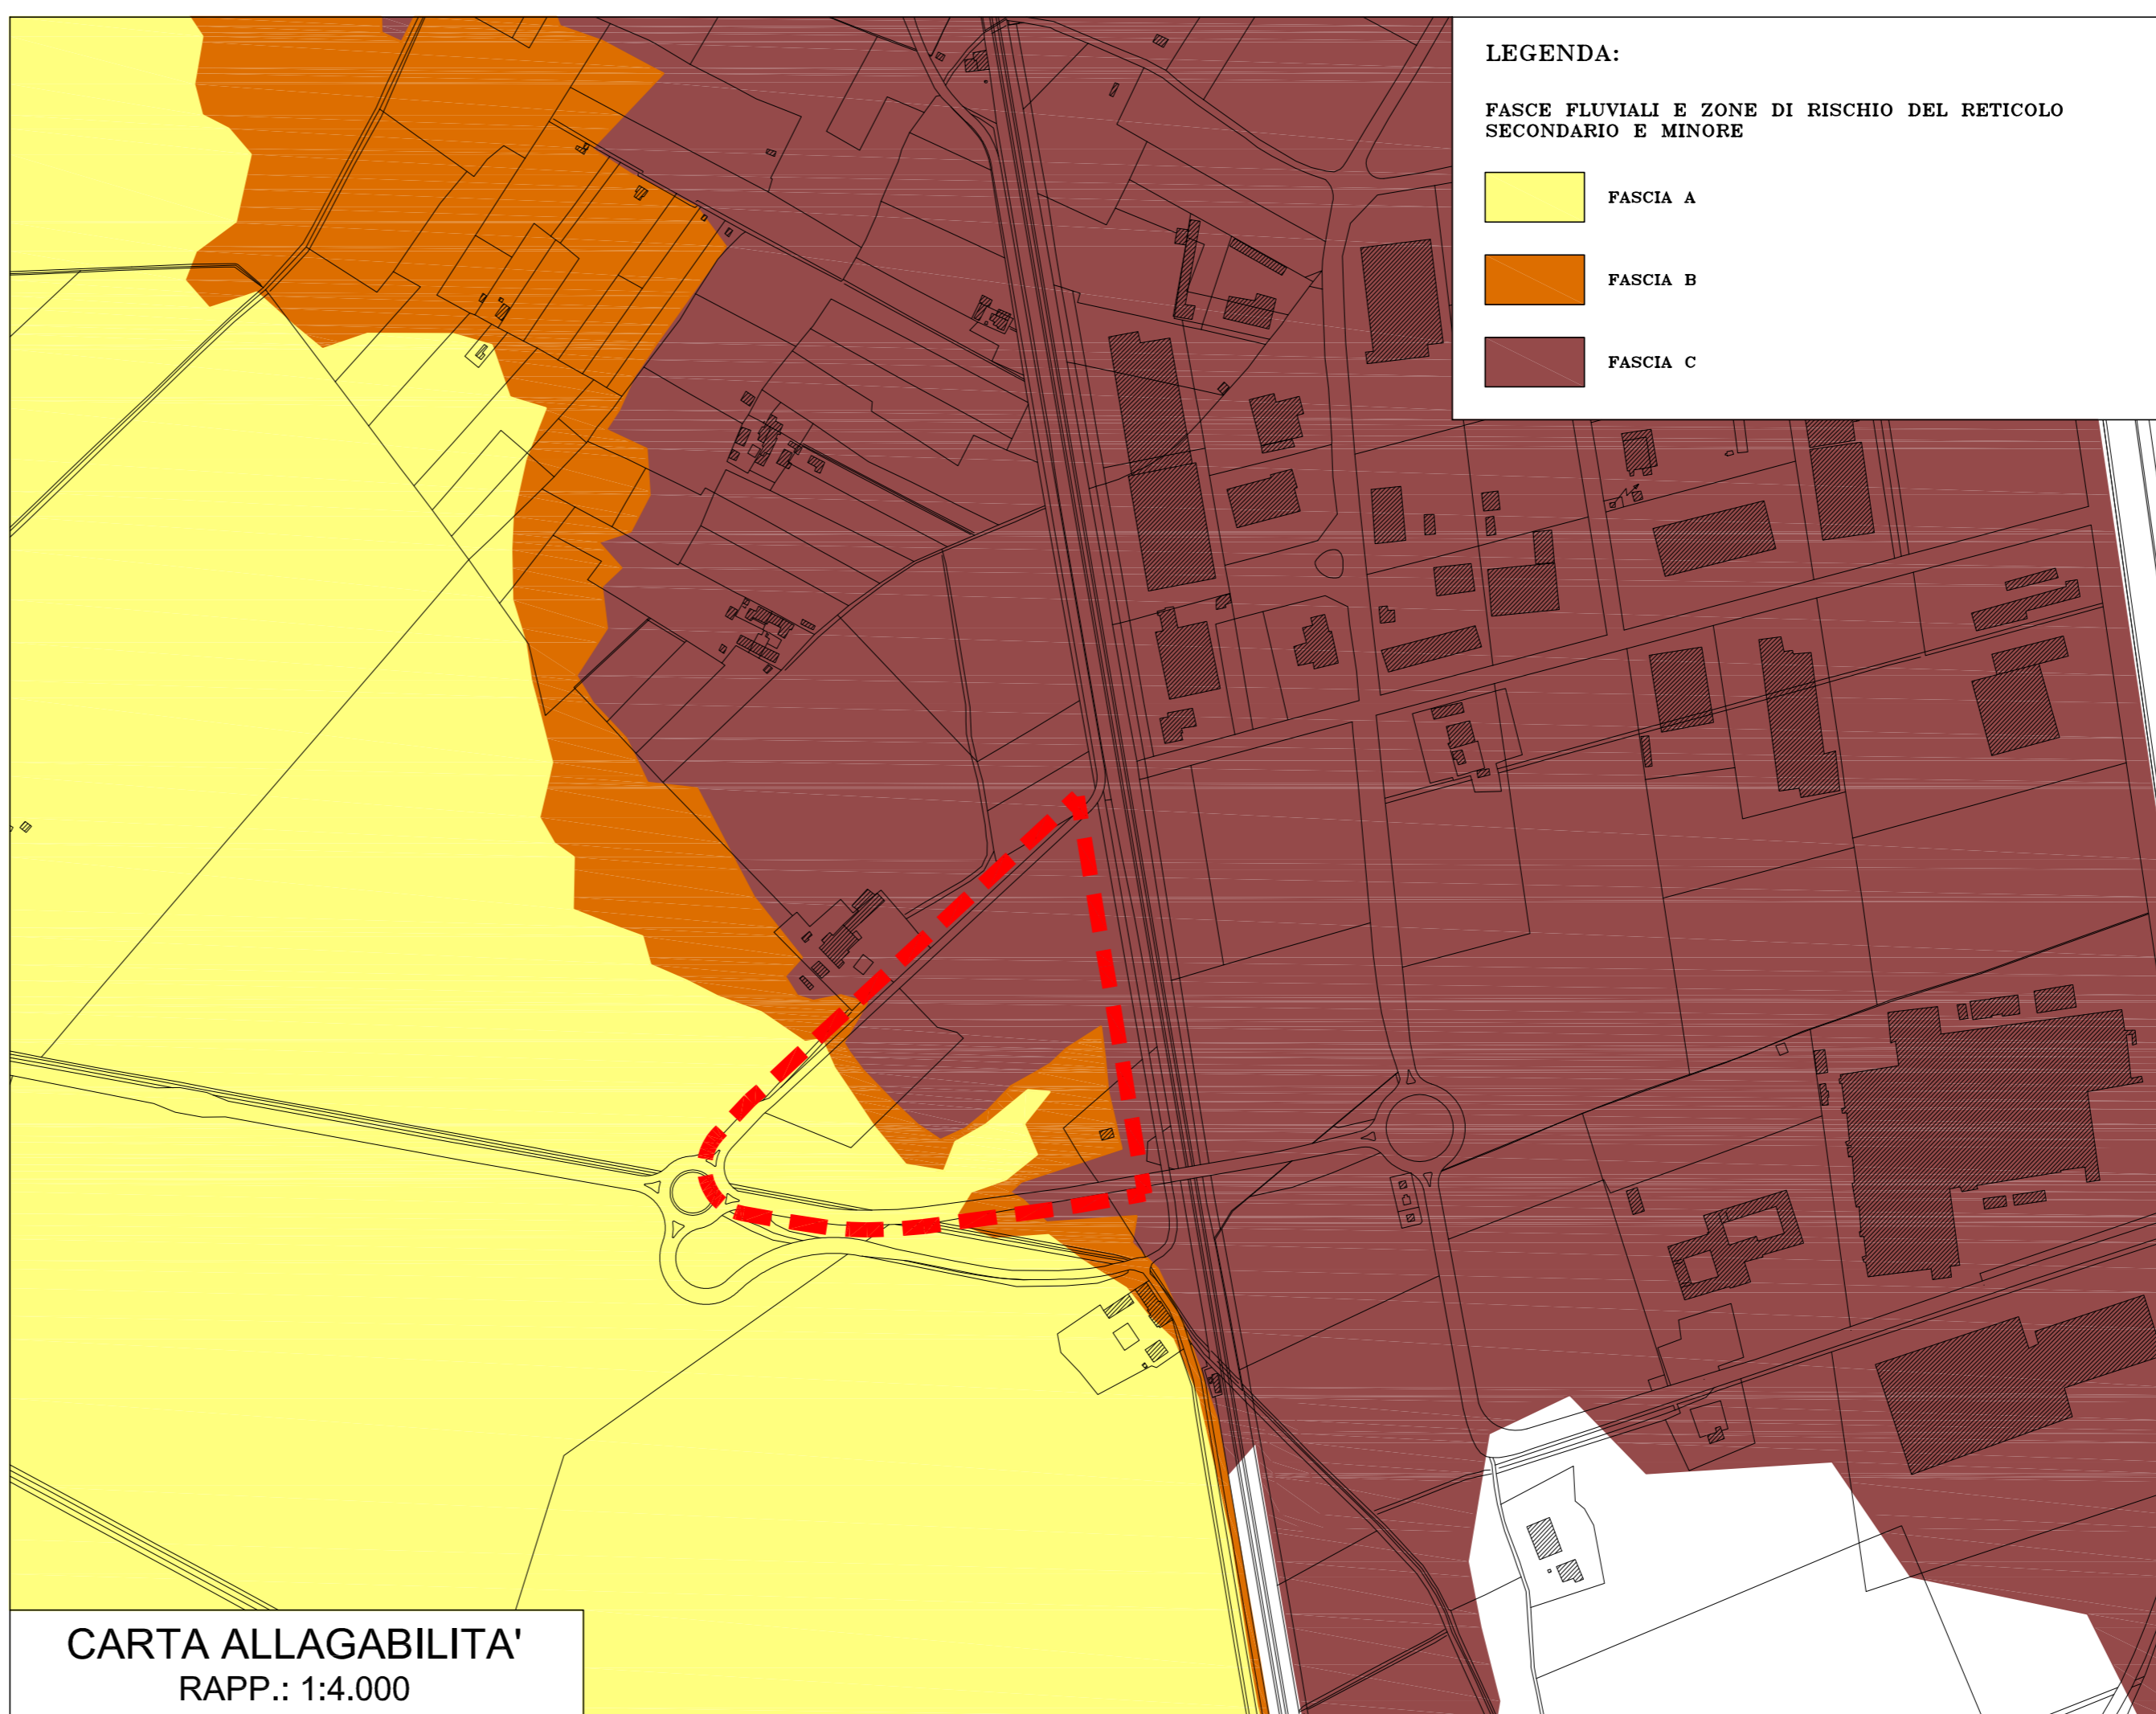 LEGENDA:
FASCE FLUVIALI E ZONE DI RISCHIO DEL RETICOLO
SECONDARIO E MINORE
FASCIA A
FASCIA B
FASCIA C
CARTA ALLAGABILITA'
RAPP.: 1:4.000